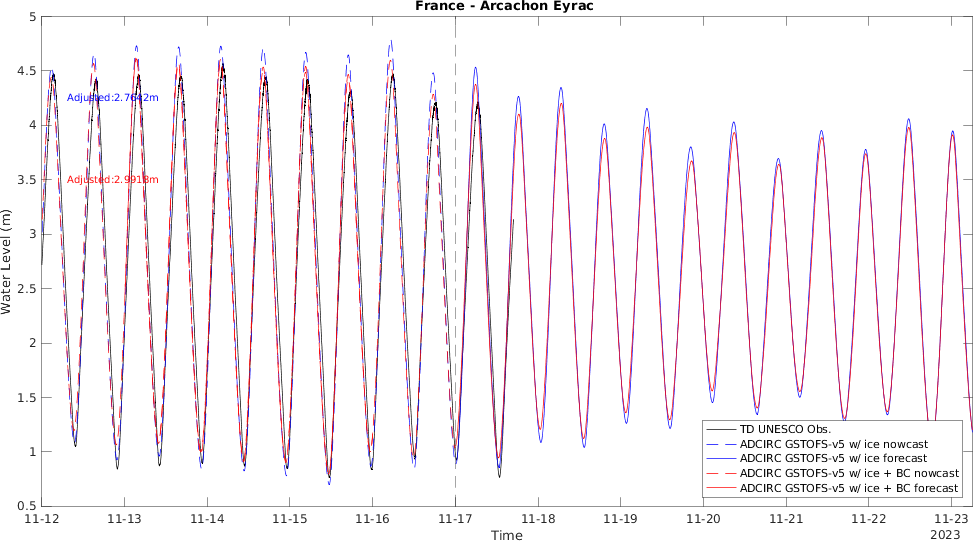 France - Arcachon Eyrac
5
4.5
4
3.5
3
2.5
2
1.5
1
0.5
Water Level (m)
Adjusted:2.7642m
Adjusted:2.9918m
TD UNESCO Obs.
ADCIRC GSTOFS-v5 w/ ice nowcast
ADCIRC GSTOFS-v5 w/ ice forecast
ADCIRC GSTOFS-v5 w/ ice + BC nowcast
ADCIRC GSTOFS-v5 w/ ice + BC forecast
11-12 11-13 11-14 11-15 11-16 11-17 11-18 11-19 11-20 11-21 11-22 11-23
Time
2023